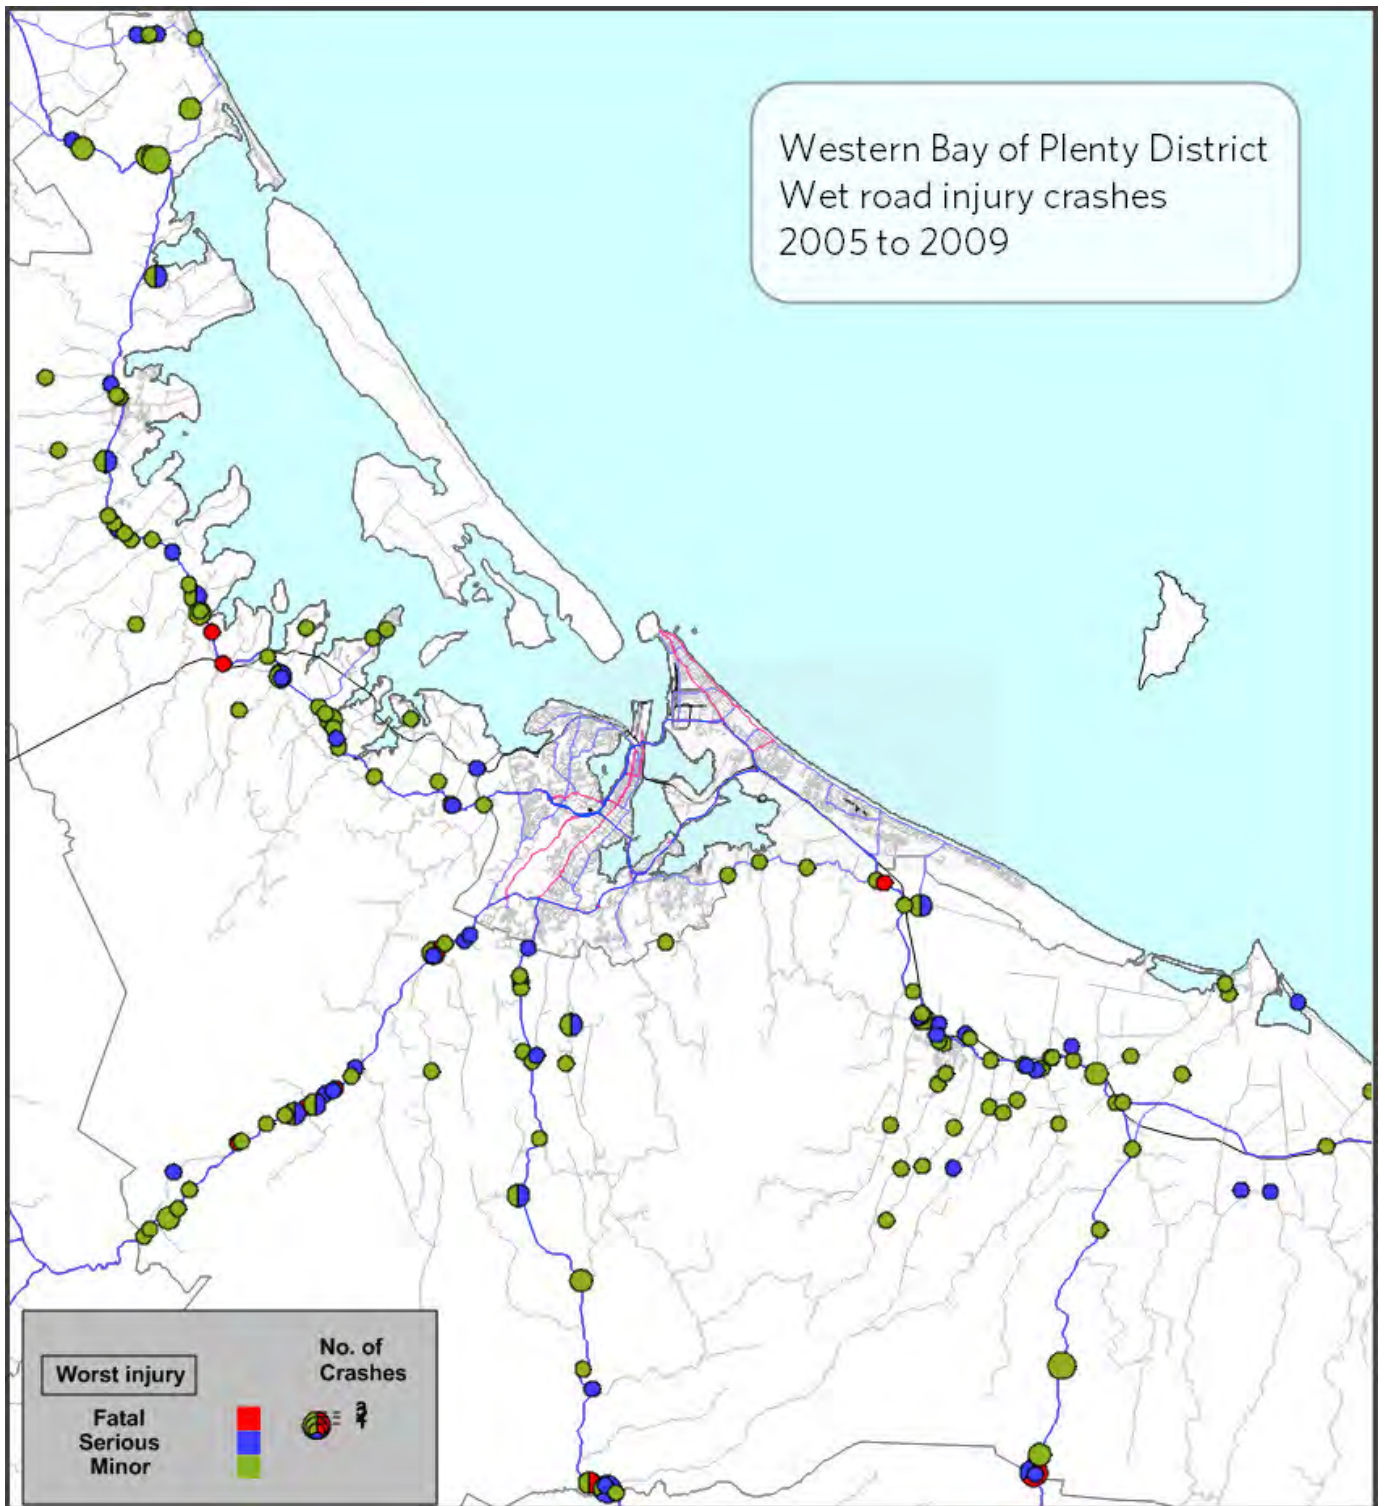 Western Bay of Plenty District
Wet road injury crashes
2005 to 2009
No. of
Crashes
Worst injury
Fatal
Serious
Minor